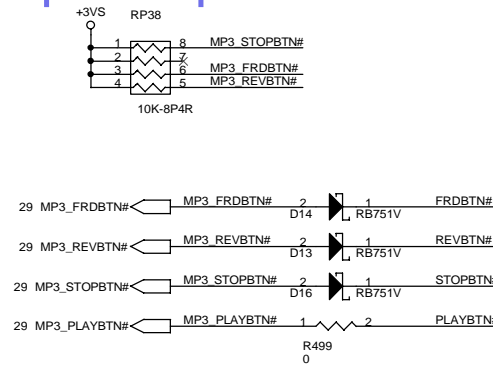 +3VS
RP38
1 8 MP3_STOPBTN#
2 7
3 6 MP3_FRDBTN#
4 5 MP3_REVBTN#
10K-8P4R
29 MP3_FRDBTN# MP3_FRDBTN# 2 1 FRDBTN#
D14 RB751V
29 MP3_REVBTN# MP3_REVBTN# 2 1 REVBTN#
D13 RB751V
29 MP3_STOPBTN# MP3_STOPBTN# 2 1 STOPBTN#
D16 RB751V
29 MP3_PLAYBTN# MP3_PLAYBTN# 1 2 PLAYBTN#
R499
0